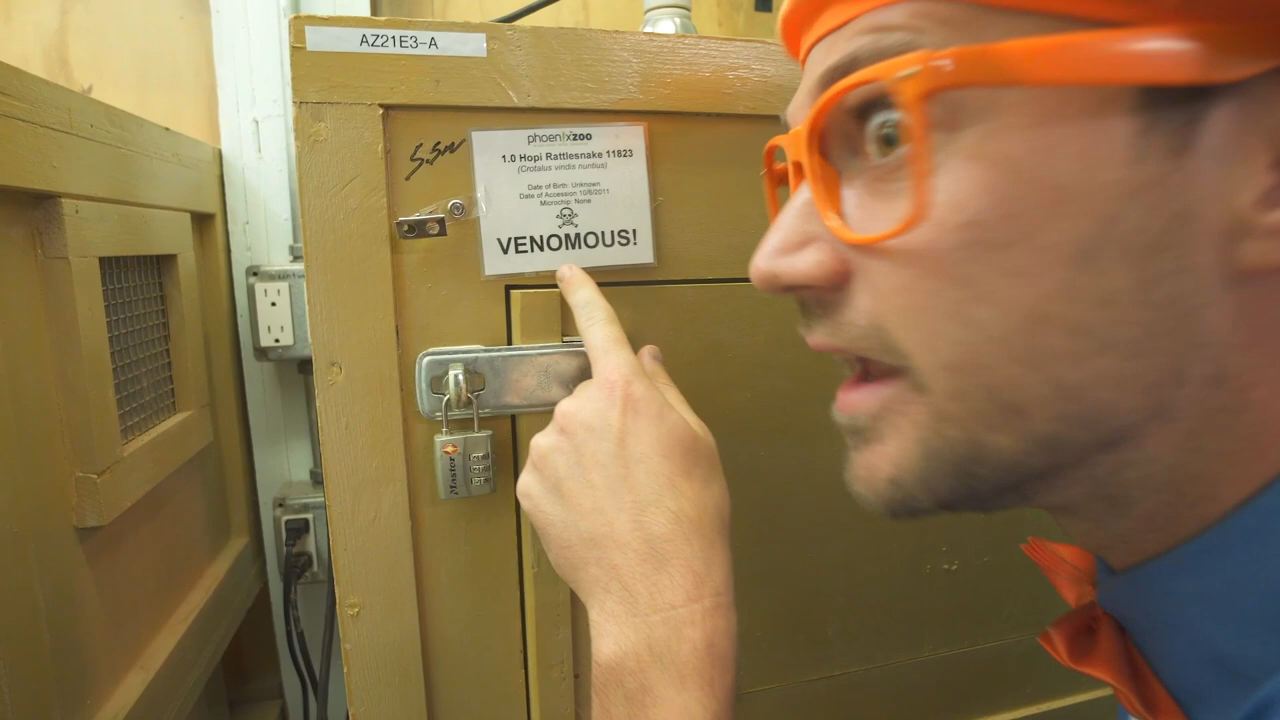 AZ21E3-A
phoenixzoo
1.0 Hopi Rattlesnake 11823
(Crotalus viridis nuntius)
Date of Birth: Unknown
Date of Accession 10/6/2011
Microchip: None
VENOMOUS!
Master